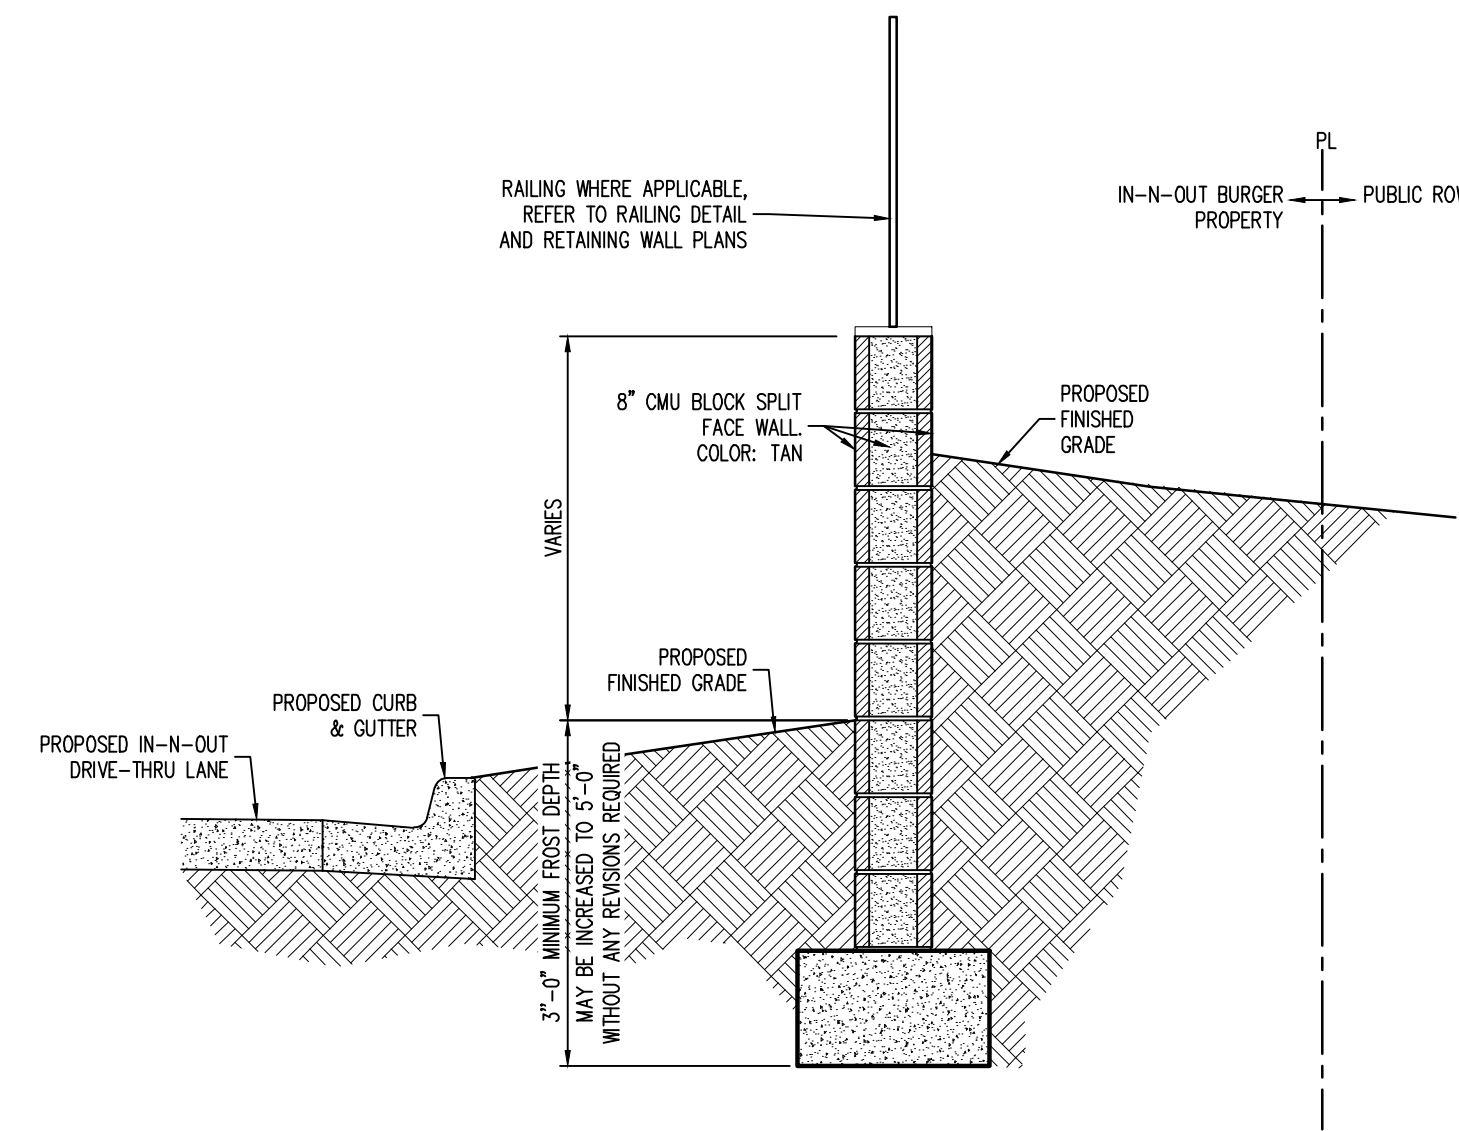 PL
IN-N-OUT BURGER
PROPERTY
PUBLIC
RAILING WHERE APPLICABLE,
REFER TO RAILING DETAIL
AND RETAINING WALL PLANS
8" CMU BLOCK SPLIT
FACE WALL.
COLOR: TAN
PROPOSED
FINISHED
GRADE
VARIES
PROPOSED
FINISHED GRADE
PROPOSED CURB
& GUTTER
PROPOSED IN-N-OUT
DRIVE-THRU LANE
3"-0" MINIMUM FROST DEPTH
MAY BE INCREASED TO 5'-0"
WITHOUT ANY REVISIONS REQUIRED